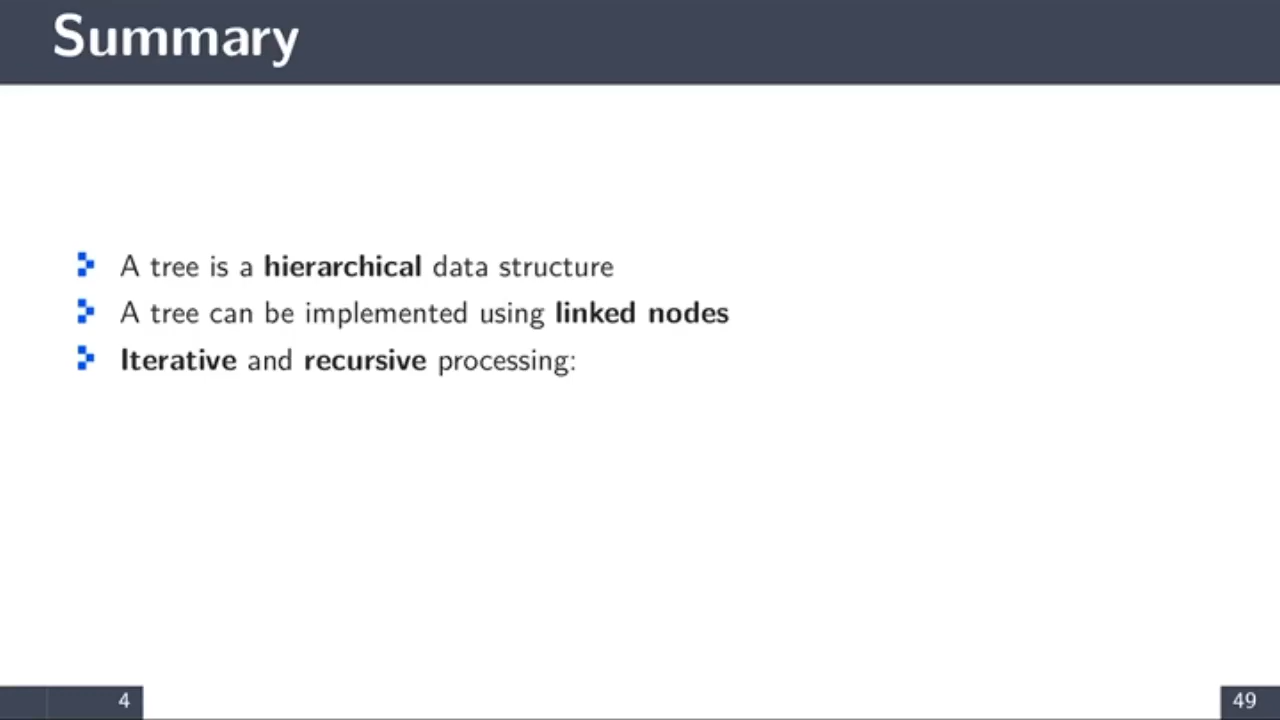 Summary
A tree is a hierarchical data structure
A tree can be implemented using linked nodes
Iterative and recursive processing:
4
49